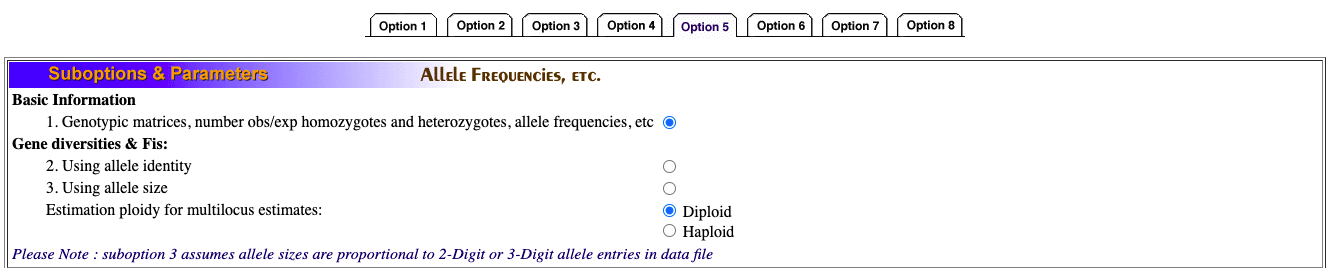 Option 1 Option 2 Option 3 Option 4 Option 5 Option 6 Option 7 Option 8
Suboptions & Parameters Allele Frequencies, etc.
Basic Information
1. Genotypic matrices, number obs/exp homozygotes and heterozygotes, allele frequencies, etc
Gene diversities & Fis:
2. Using allele identity
3. Using allele size
Estimation ploidy for multilocus estimates: Diploid
Haploid
Please Note : suboption 3 assumes allele sizes are proportional to 2-Digit or 3-Digit allele entries in data file